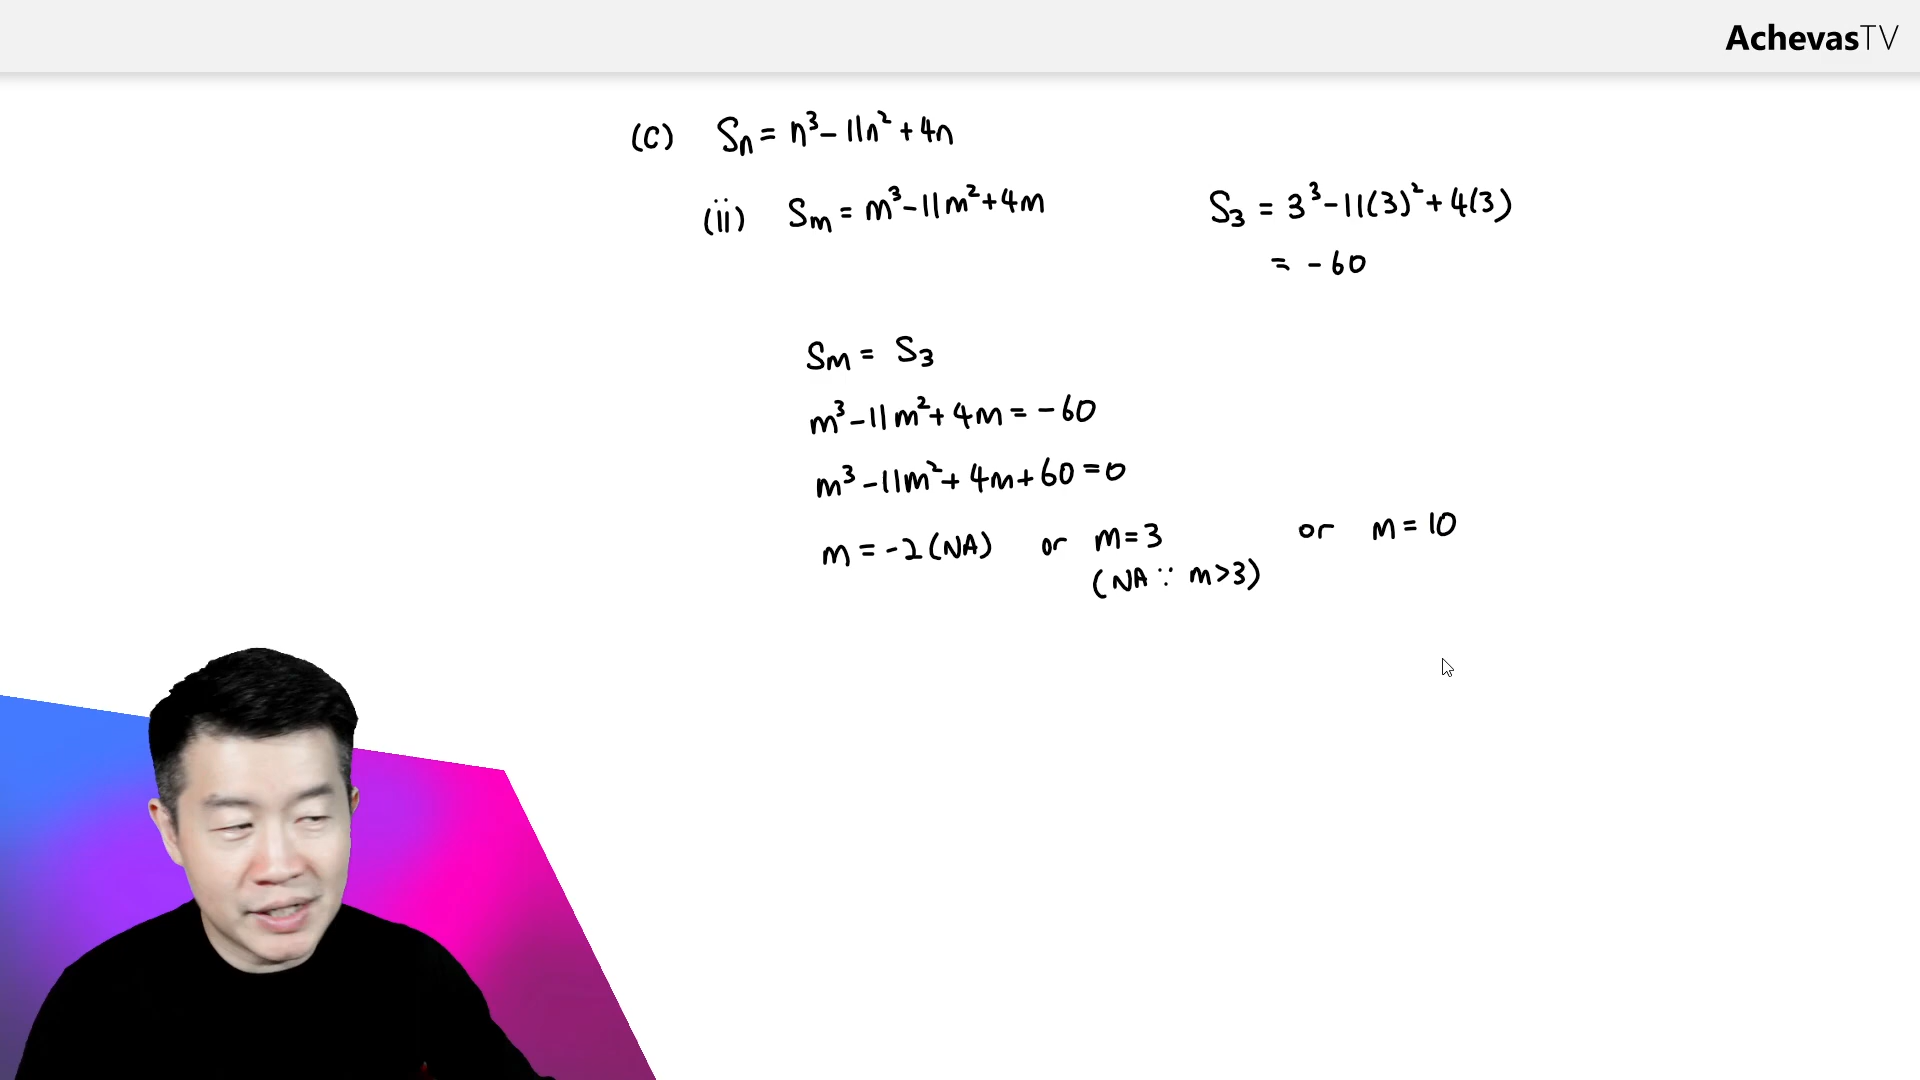 AchevasTV
(C) Sn = n³ - 11n² + 4n
(ii) Sm = m³ - 11m² + 4m
S₃ = 3³ - 11(3)² + 4(3)
= -60
Sm = S₃
m³ - 11m² + 4m = -60
m³ - 11m² + 4m + 60 = 0
m = -2 (NA) or m = 3 or m = 10
(NA ∵ m > 3)